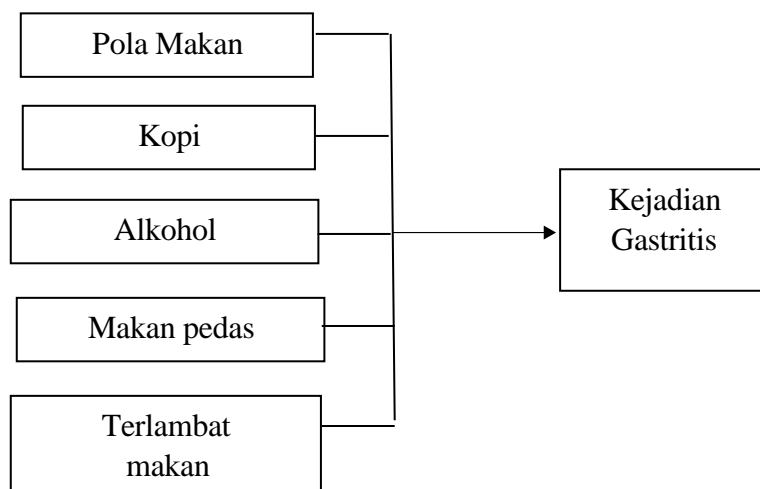 Pola Makan
Kopi
Alkohol
Makan pedas
Terlambat
makan
Kejadian
Gastritis